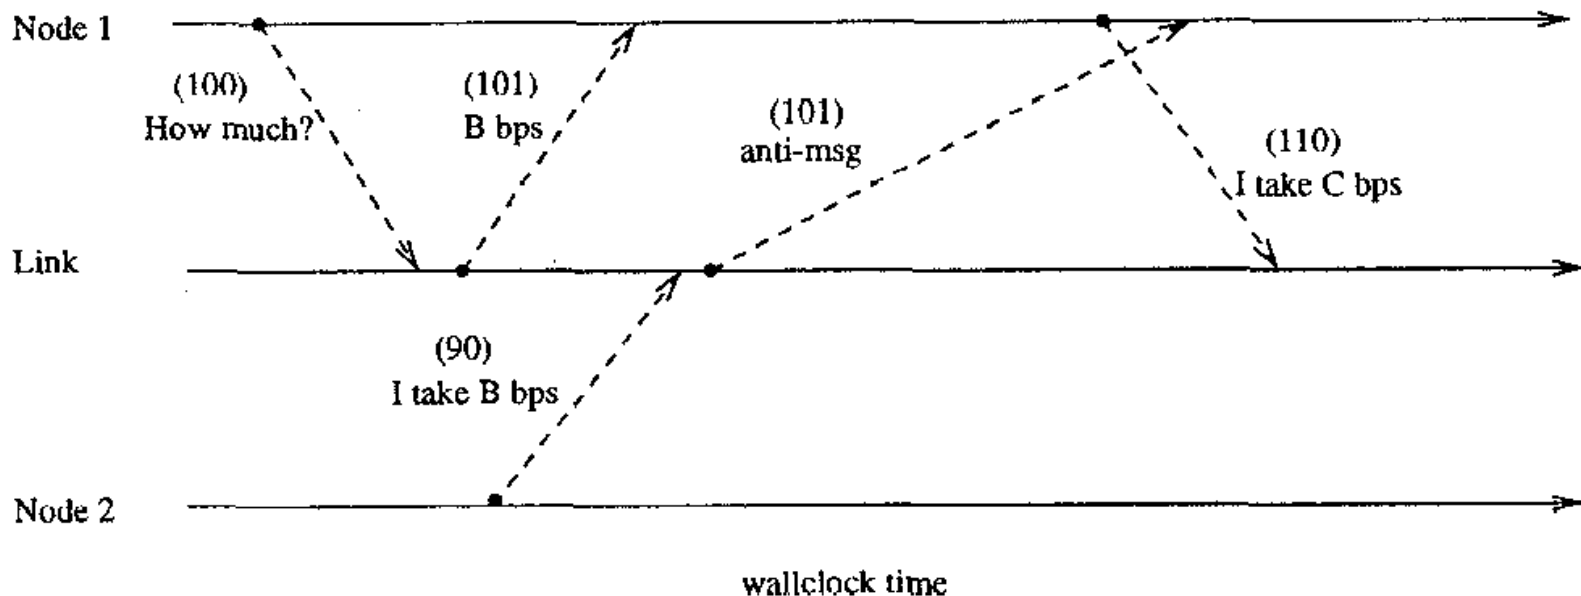 Node 1
(100)
How much?
(101)
B bps
(101)
anti-msg
(110)
I take C bps
Link
(90)
I take B bps
Node 2
wallclock time